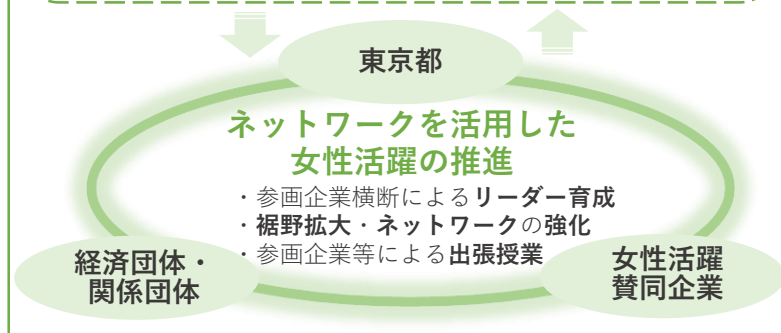 東京都
ネットワークを活用した
女性活躍の推進
・参画企業横断によるリーダー育成
・裾野拡大・ネットワークの強化
・参画企業等による出張授業
経済団体・
関係団体
女性活躍
賛同企業